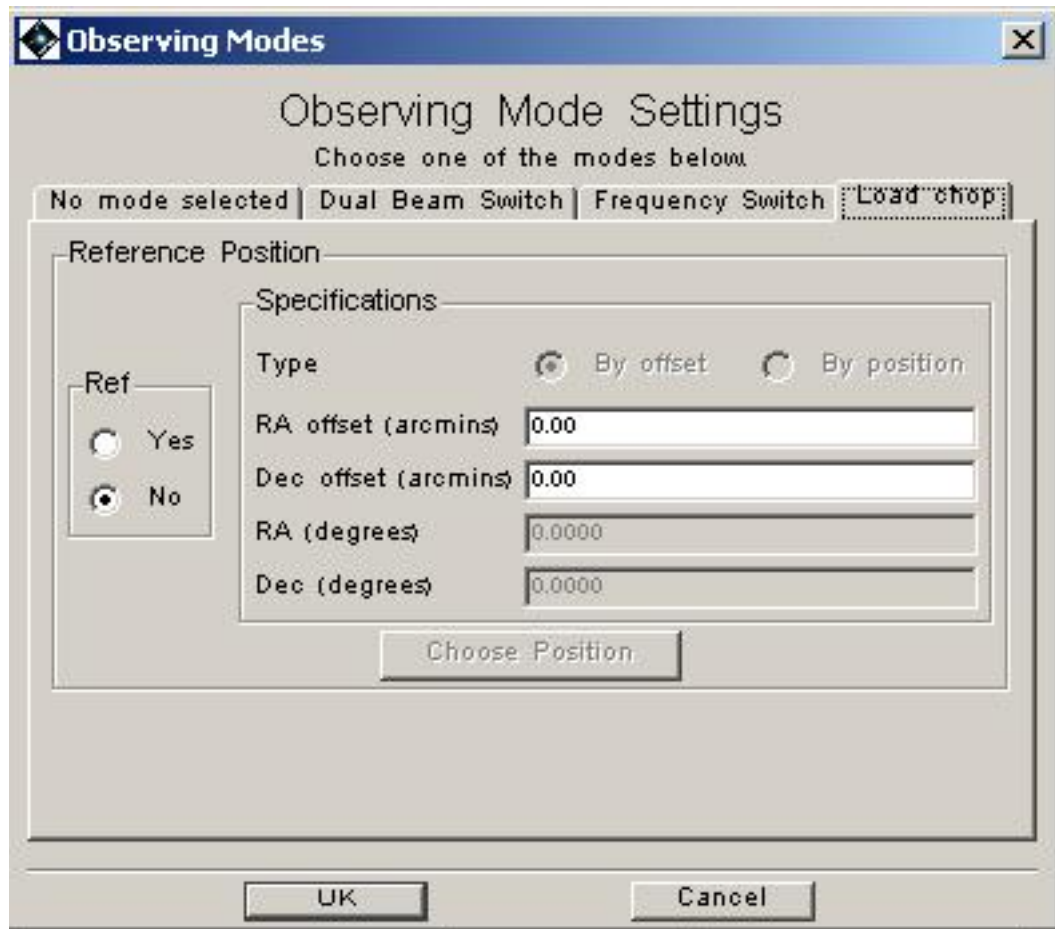 Observing Modes
Observing Mode Settings
Choose one of the modes below.
No mode selected Dual Beam Switch Frequency Switch Load chop
Reference Position
Specifications
Type By offset By position
Ref
Yes
No
RA offset (arcmins) 0.00
Dec offset (arcmins) 0.00
RA (degrees) 0.0000
Dec (degrees) 0.0000
Choose Position
OK Cancel